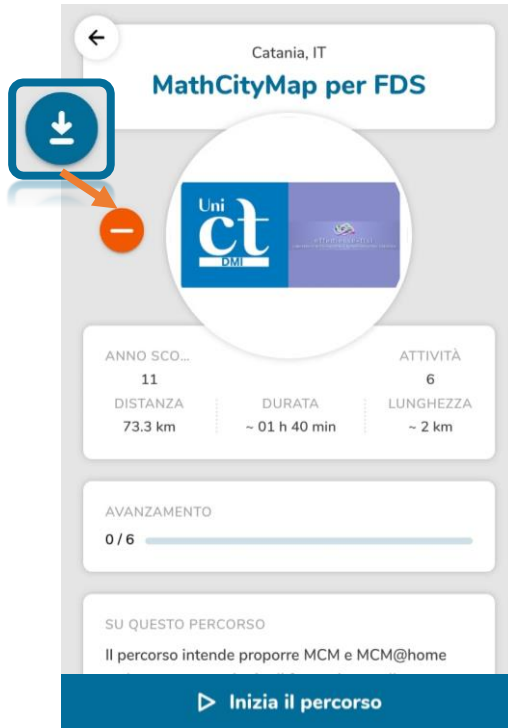 Catania, IT
MathCityMap per FDS
Uni
ct
DMI
ANNO SCO...
ATTIVITÀ
11
6
DISTANZA
DURATA
LUNGHEZZA
73.3 km
~ 01 h 40 min
~ 2 km
AVANZAMENTO
0 / 6
SU QUESTO PERCORSO
Il percorso intende proporre MCM e MCM@home
Inizia il percorso